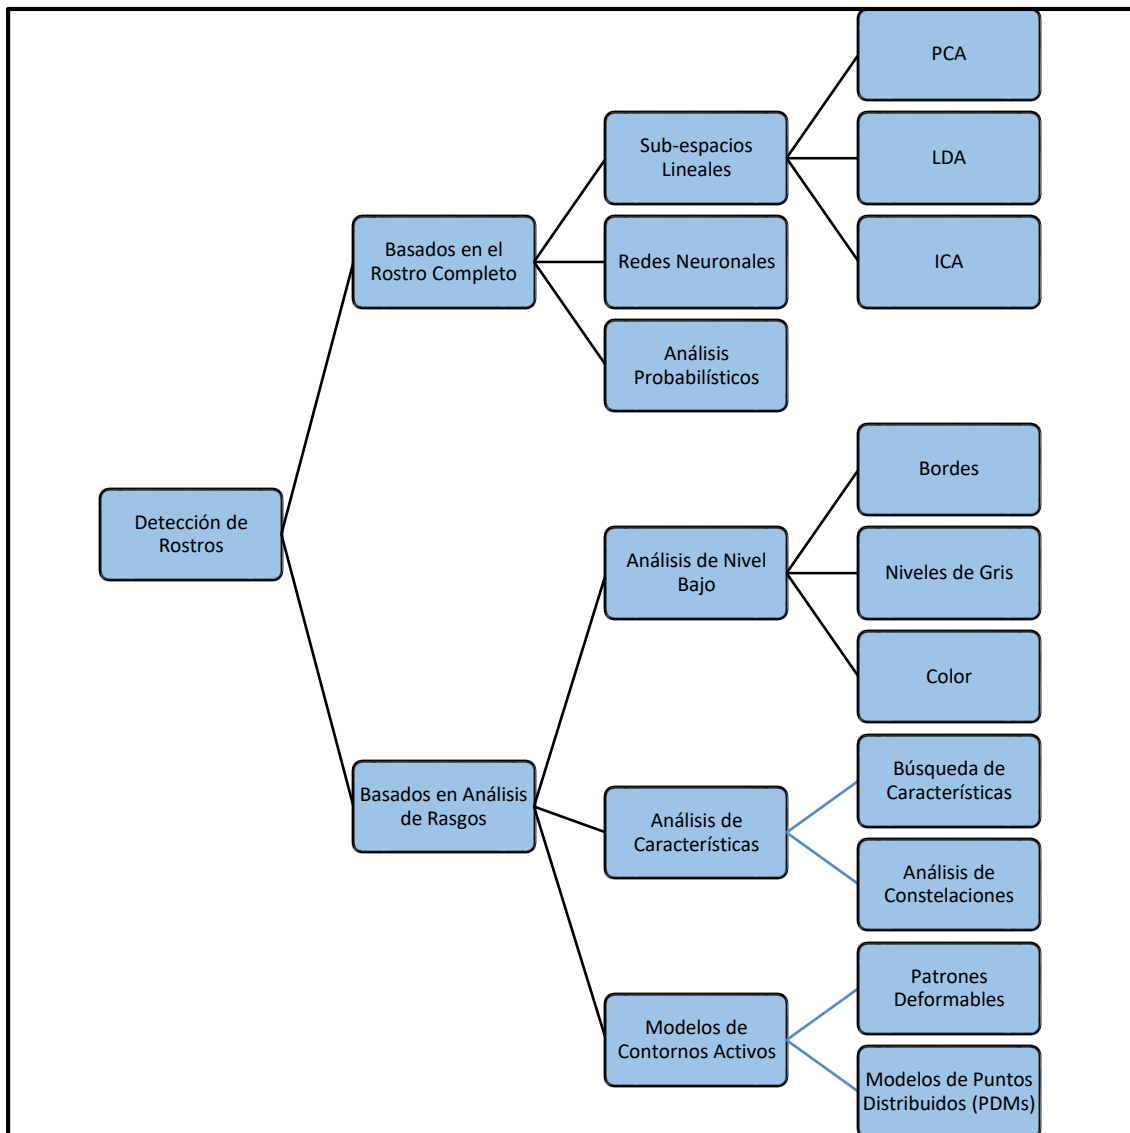 PCA
Sub-espacios
Lineales
LDA
Basados en el
Rostro Completo
Redes Neuronales
ICA
Análisis
Probabilísticos
Bordes
Detección de
Rostros
Análisis de Nivel
Bajo
Niveles de Gris
Color
Basados en Análisis
de Rasgos
Búsqueda de
Características
Análisis de
Características
Análisis de
Constelaciones
Patrones
Deformables
Modelos de
Contornos Activos
Modelos de Puntos
Distribuidos (PDMs)